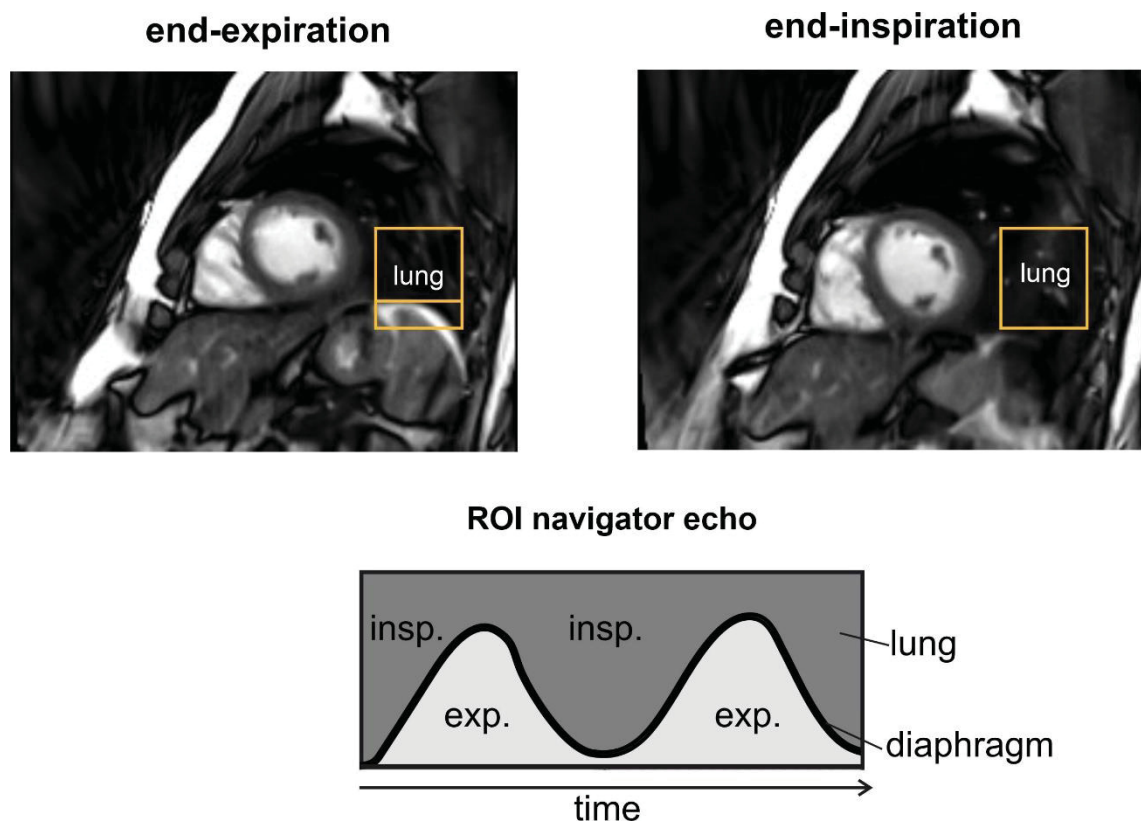 end-expiration
end-inspiration
lung
lung
ROI navigator echo
insp.
insp.
lung
exp.
exp.
diaphragm
time